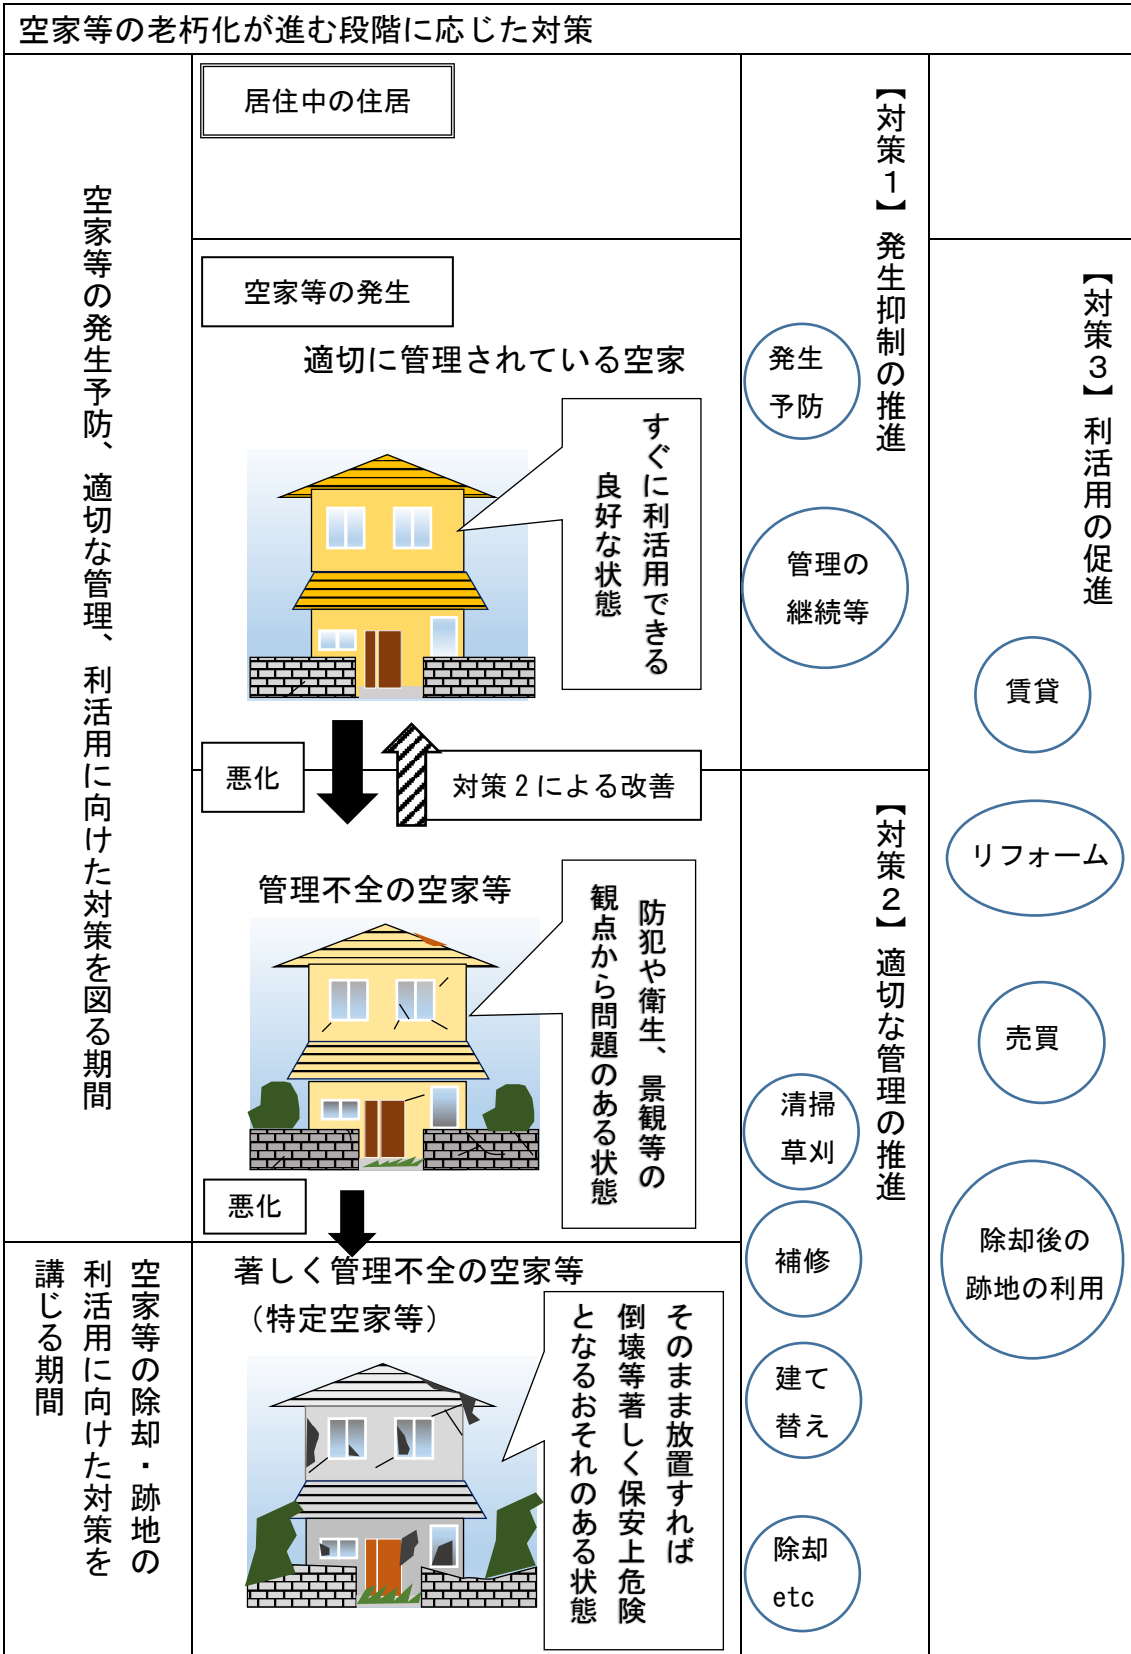 空家等の老朽化が進む段階に応じた対策
空家等の発生予防、適切な管理、利活用に向けた対策を図る期間
居住中の住居
空家等の発生
適切に管理されている空家
すぐに利活用できる
良好な状態
悪化
対策２による改善
管理不全の空家等
防犯や衛生、景観等の
観点から問題のある状態
悪化
空家等の除却・跡地の
利活用に向けた対策を
講じる期間
著しく管理不全の空家等
（特定空家等）
そのまま放置すれば
倒壊等著しく保安上危険
となるおそれのある状態
【対策１】発生抑制の推進
発生
予防
管理の
継続等
【対策２】適切な管理の推進
清掃
草刈
補修
建て
替え
除却
etc
【対策３】利活用の促進
賃貸
リフォーム
売買
除却後の
跡地の利用